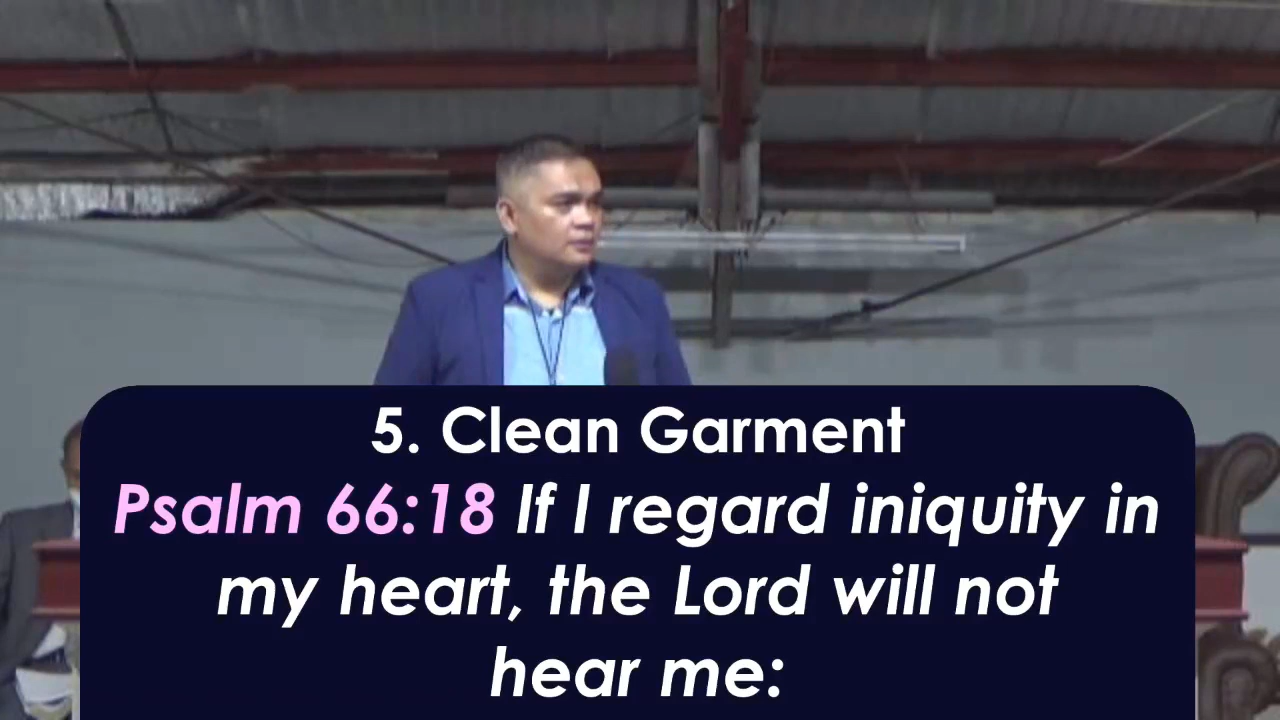 5. Clean Garment
Psalm 66:18 If I regard iniquity in
my heart, the Lord will not
hear me: